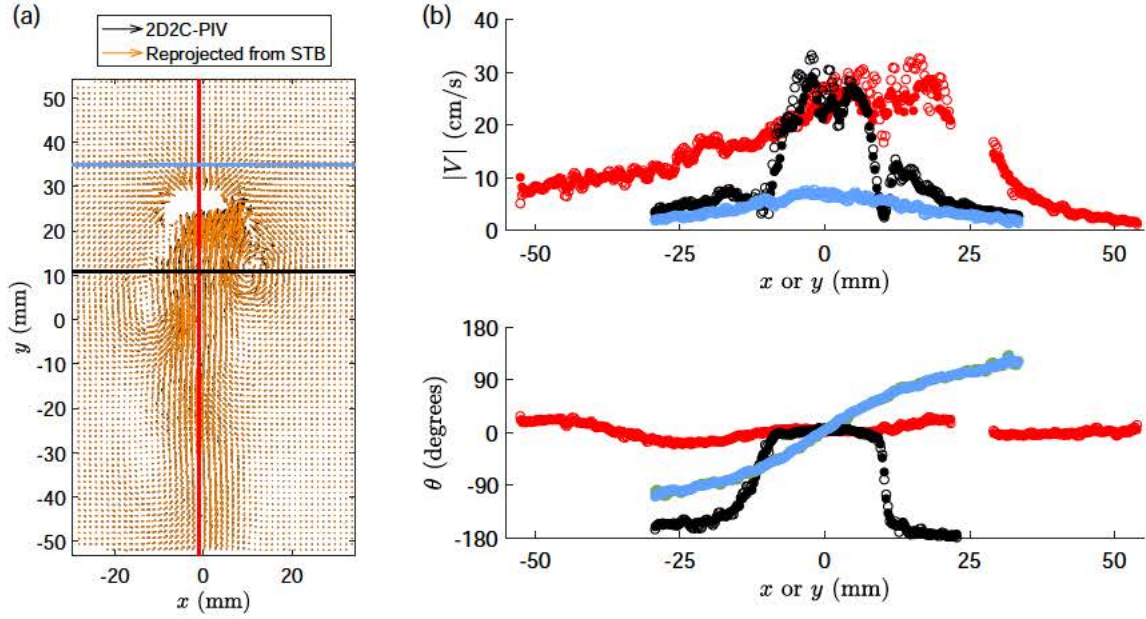 (a)
2D2C-PIV
Reprojected from STB
50
40
30
20
10
0
-10
-20
-30
-40
-50
y (mm)
-20 0 20
x (mm)
(b)
40
30
20
10
0
|V| (cm/s)
-50 -25 0 25 50
x or y (mm)
180
90
0
-90
-180
θ (degrees)
-50 -25 0 25 50
x or y (mm)